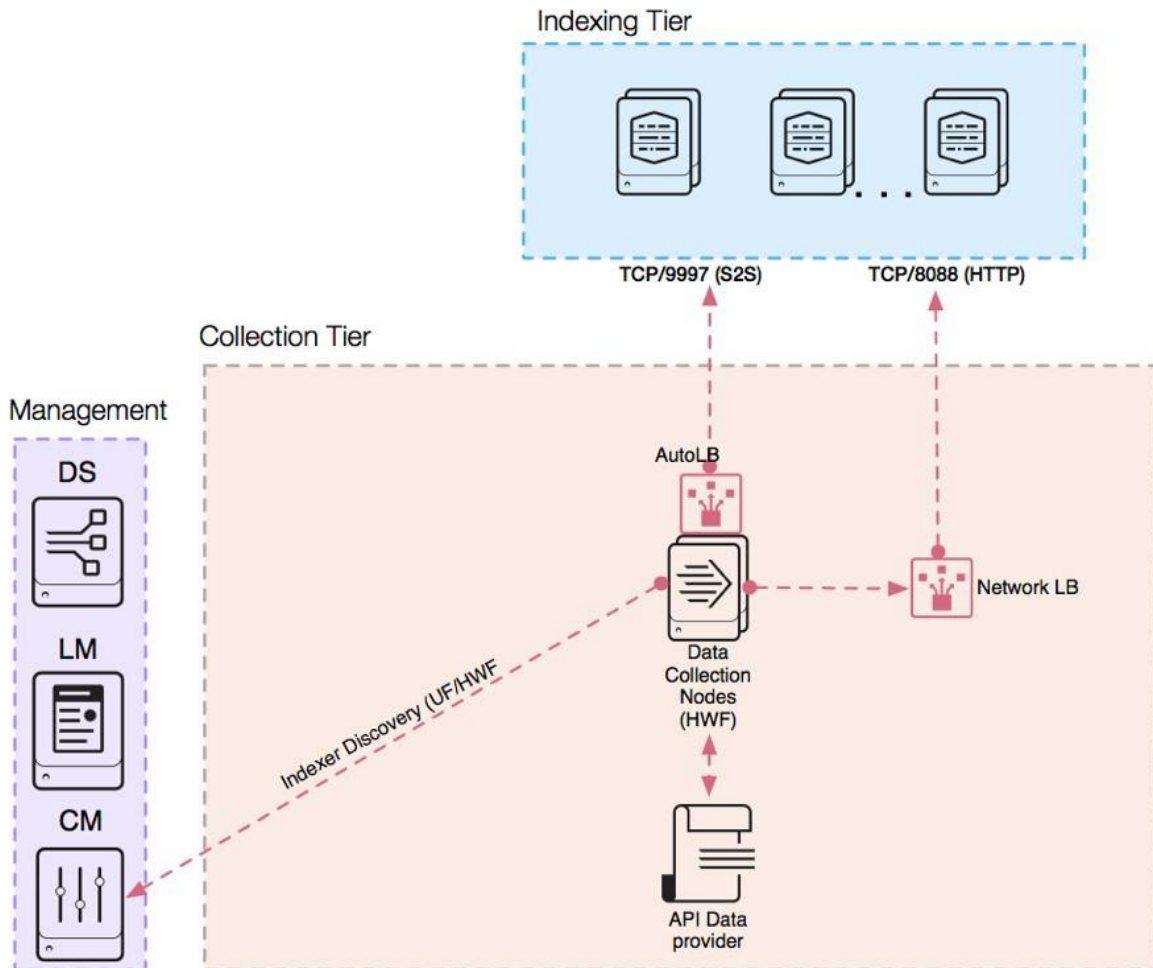 Indexing Tier
. . .
TCP/9997 (S2S)
TCP/8088 (HTTP)
Collection Tier
Management
DS
LM
CM
AutoLB
Network LB
Data
Collection
Nodes
(HWF)
Indexer Discovery (UF/HWF
API Data
provider